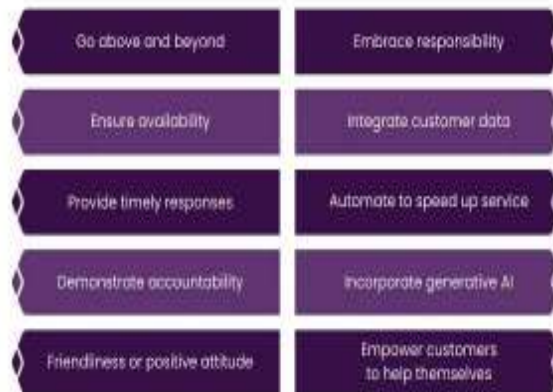 Go above and beyond
Embrace responsibility
Ensure availability
Integrate customer data
Provide timely responses
Automate to speed up service
Demonstrate accountability
Incorporate generative AI
Friendliness or positive attitude
Empower customers
to help themselves